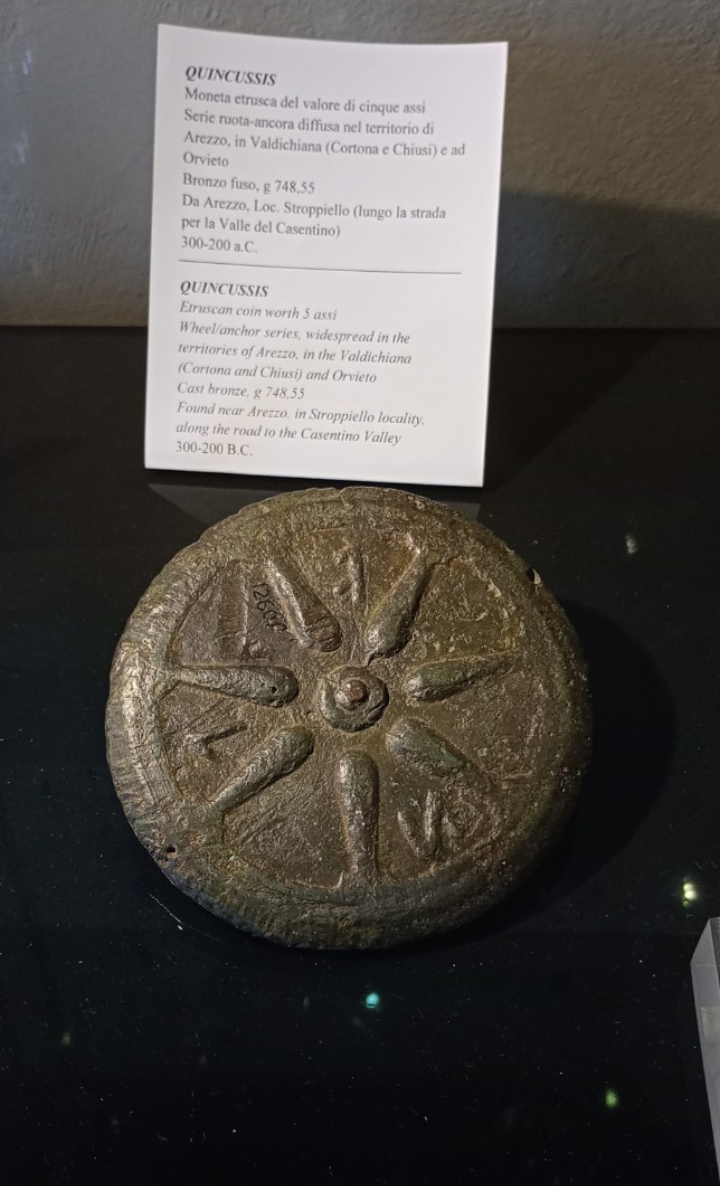 QUINCUSSIS
Moneta etrusca del valore di cinque assi
Serie ruota-ancora diffusa nel territorio di
Arezzo, in Valdichiana (Cortona e Chiusi) e ad
Orvieto
Bronzo fuso, g 748,55
Da Arezzo, Loc. Stroppiello (lungo la strada
per la Valle del Casentino)
300-200 a.C.
QUINCUSSIS
Etruscan coin worth 5 assi
Wheel/anchor series, widespread in the
territories of Arezzo, in the Valdichiana
(Cortona and Chiusi) and Orvieto
Cast bronze, g 748,55
Found near Arezzo, in Stroppiello locality,
along the road to the Casentino Valley
300-200 B.C.